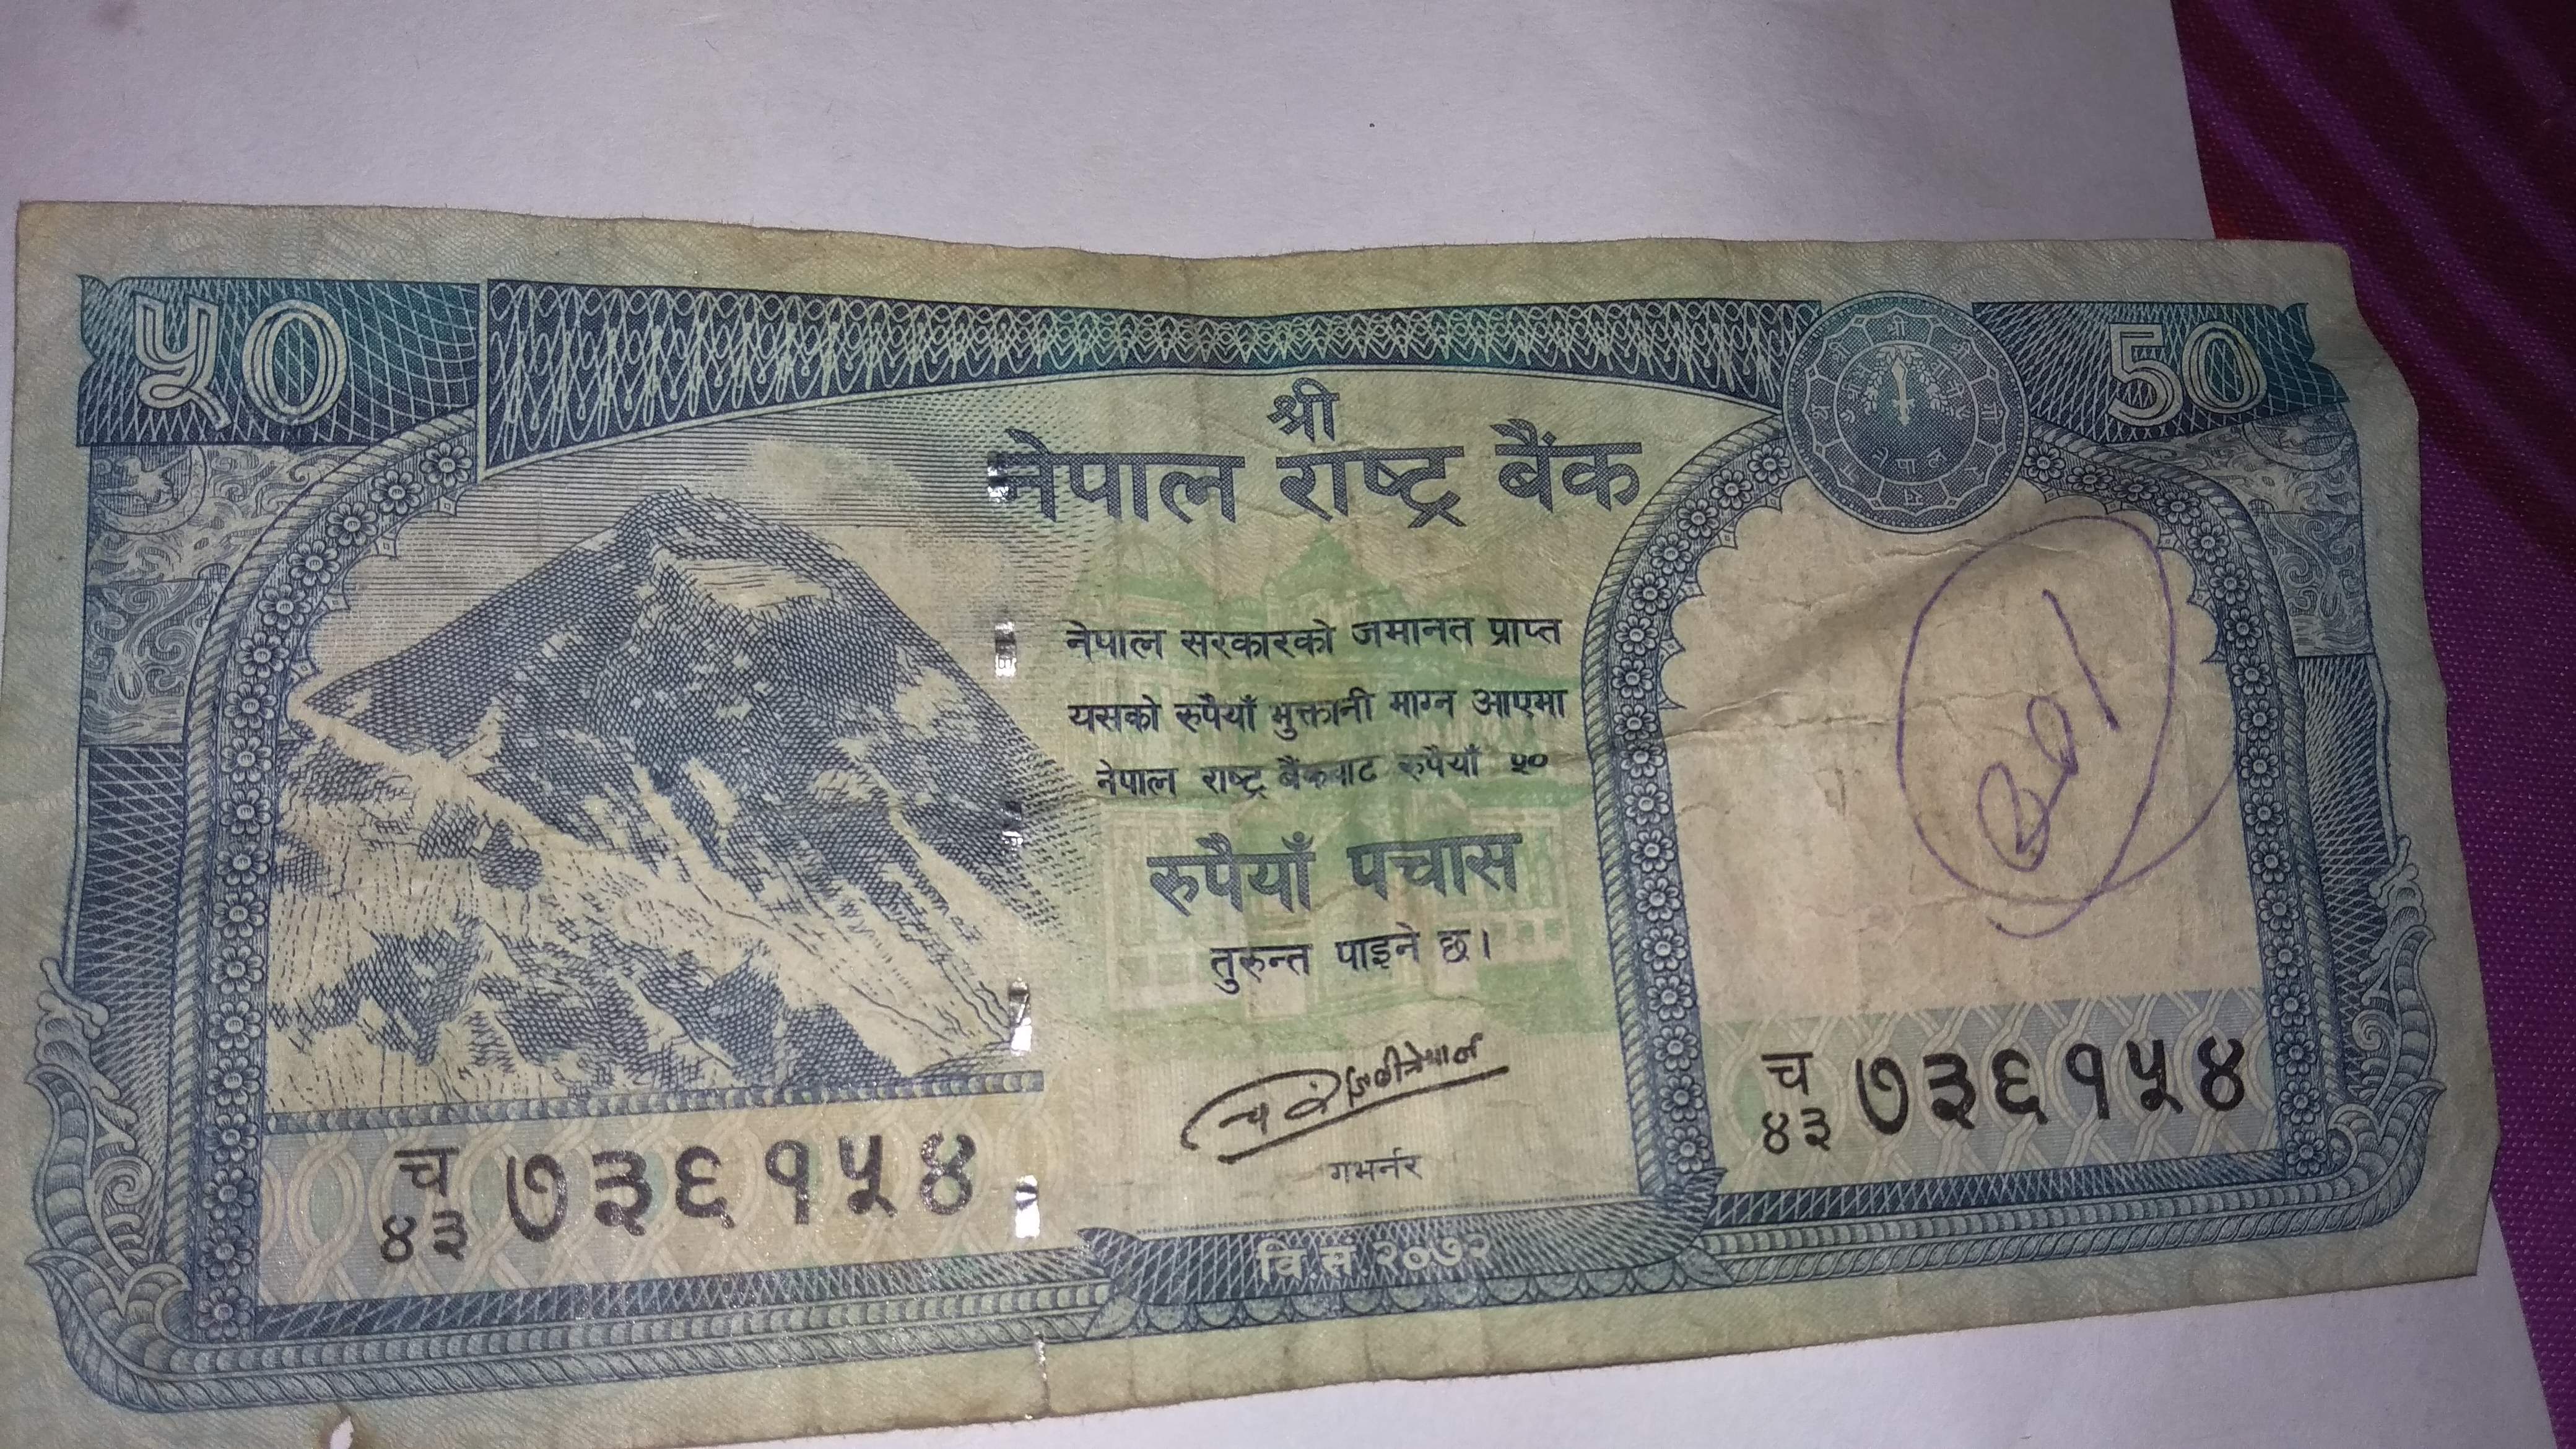 ५०
50
श्री
नेपाल राष्ट्र बैंक
नेपाल सरकारको जमानत प्राप्त
यसको रुपैयाँ भुक्तानी माग्न आएमा
नेपाल राष्ट्र बैंकबाट रुपैयाँ ५०
रुपैयाँ पचास
तुरुन्त पाइने छ।
गभर्नर
च
४३ ७३६१५४
च
४३ ७३६१५४
वि.सं.२०७२